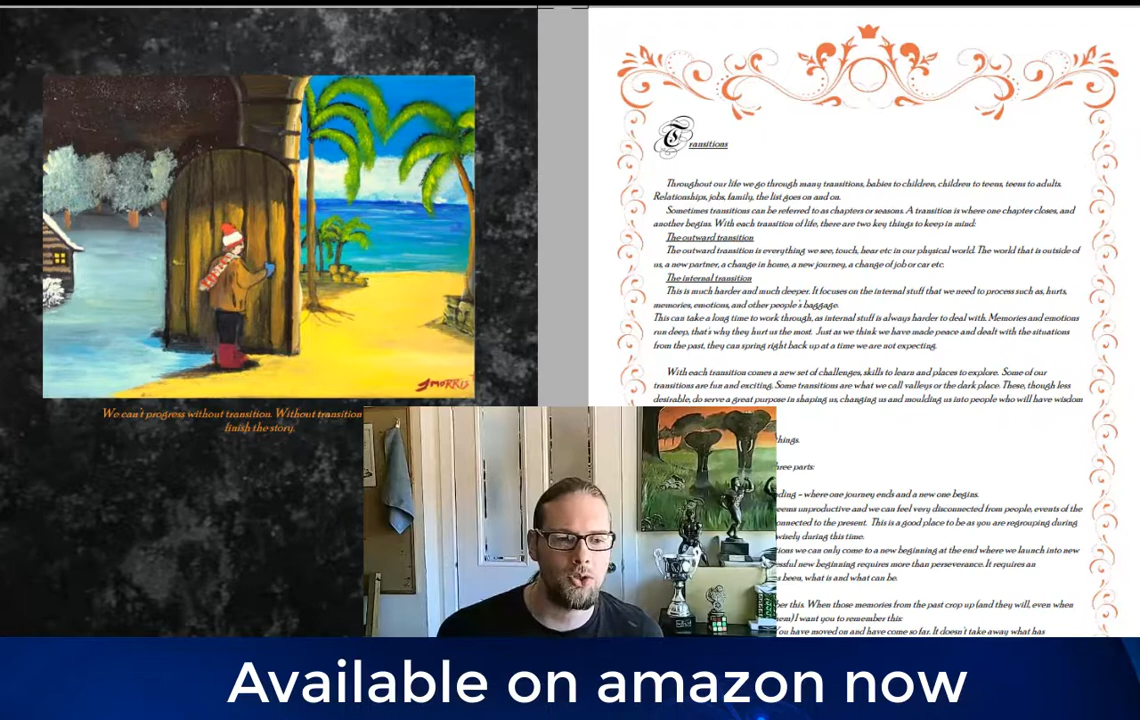 JMORRIS
We can't progress without transition. Without transition
finish the story.
Transitions
Throughout our life we go through many transitions, babies to children, children to teens, teens to adults.
Relationships, jobs, family, the list goes on and on.
Sometimes transitions can be referred to as chapters or seasons. A transition is where one chapter closes, and
another begins. With each transition of life, there are two key things to keep in mind:
The outward transition
The outward transition is everything we see, touch, hear etc in our physical world. The world that is outside of
us, a new partner, a change in home, a new journey, a change of job or car etc.
The internal transition
This is much harder and much deeper. It focuses on the internal stuff that we need to process such as, hurts,
memories, emotions, and other people's baggage.
This can take a long time to work through, as internal stuff is always harder to deal with. Memories and emotions
run deep, that's why they hurt us the most. Just as we think we have made peace and dealt with the situations
from the past, they can spring right back up at a time we are not expecting.
With each transition comes a new set of challenges, skills to learn and places to explore. Some of our
transitions are fun and exciting. Some transitions are what we call valleys or the dark place. These, though less
desirable, do serve a great purpose in shaping us, changing us and moulding us into people who will have wisdom
things.
parts:
– where one journey ends and a new one begins.
unproductive and we can feel very disconnected from people, events of the
to the present. This is a good place to be as you are regrouping during
during this time.
we can only come to a new beginning at the end where we launch into new
new beginning requires more than perseverance. It requires an
been, what is and what can be.
this. When those memories from the past crop up (and they will, even when
I want you to remember this:
You have moved on and have come so far. It doesn't take away what has
Available on amazon now